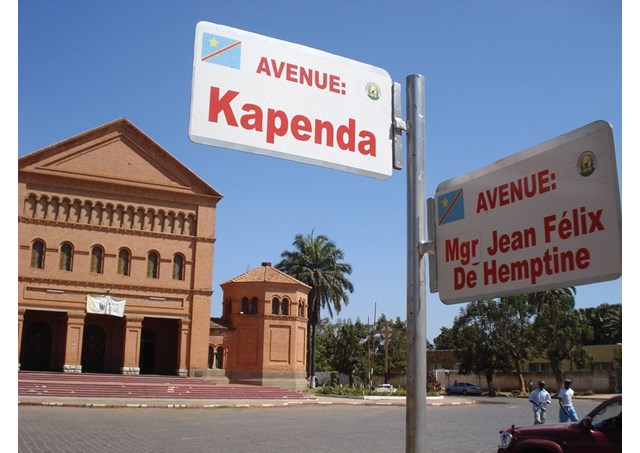 AVENUE:
Kapenda
AVENUE:
Mgr Jean Félix
De Hemptine